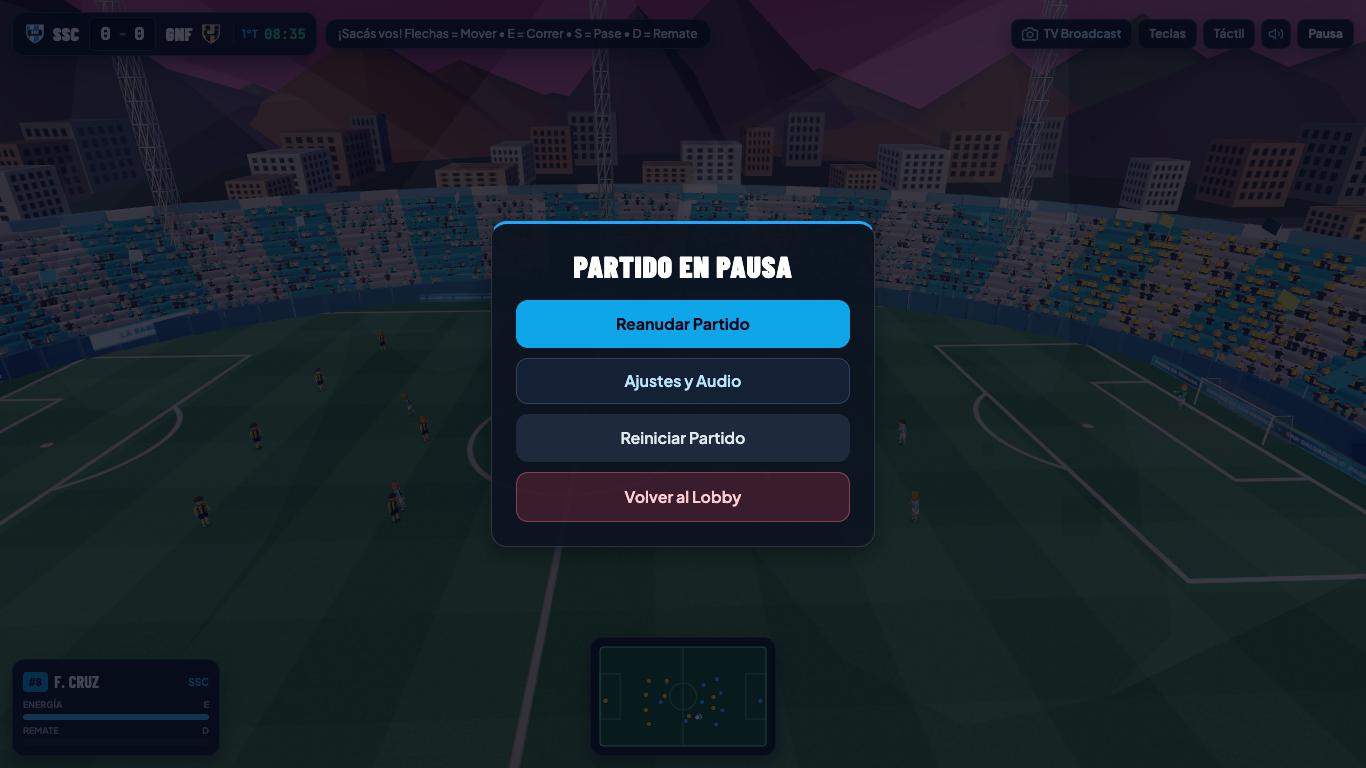 SSC 0 - 0 GNF 1°T 08:35
¡Sacás vos! Flechas = Mover • E = Correr • S = Pase • D = Remate
TV Broadcast
Teclas
Táctil
Pausa
PARTIDO EN PAUSA
Reanudar Partido
Ajustes y Audio
Reiniciar Partido
Volver al Lobby
#8 F. CRUZ SSC
ENERGÍA E
REMATE D